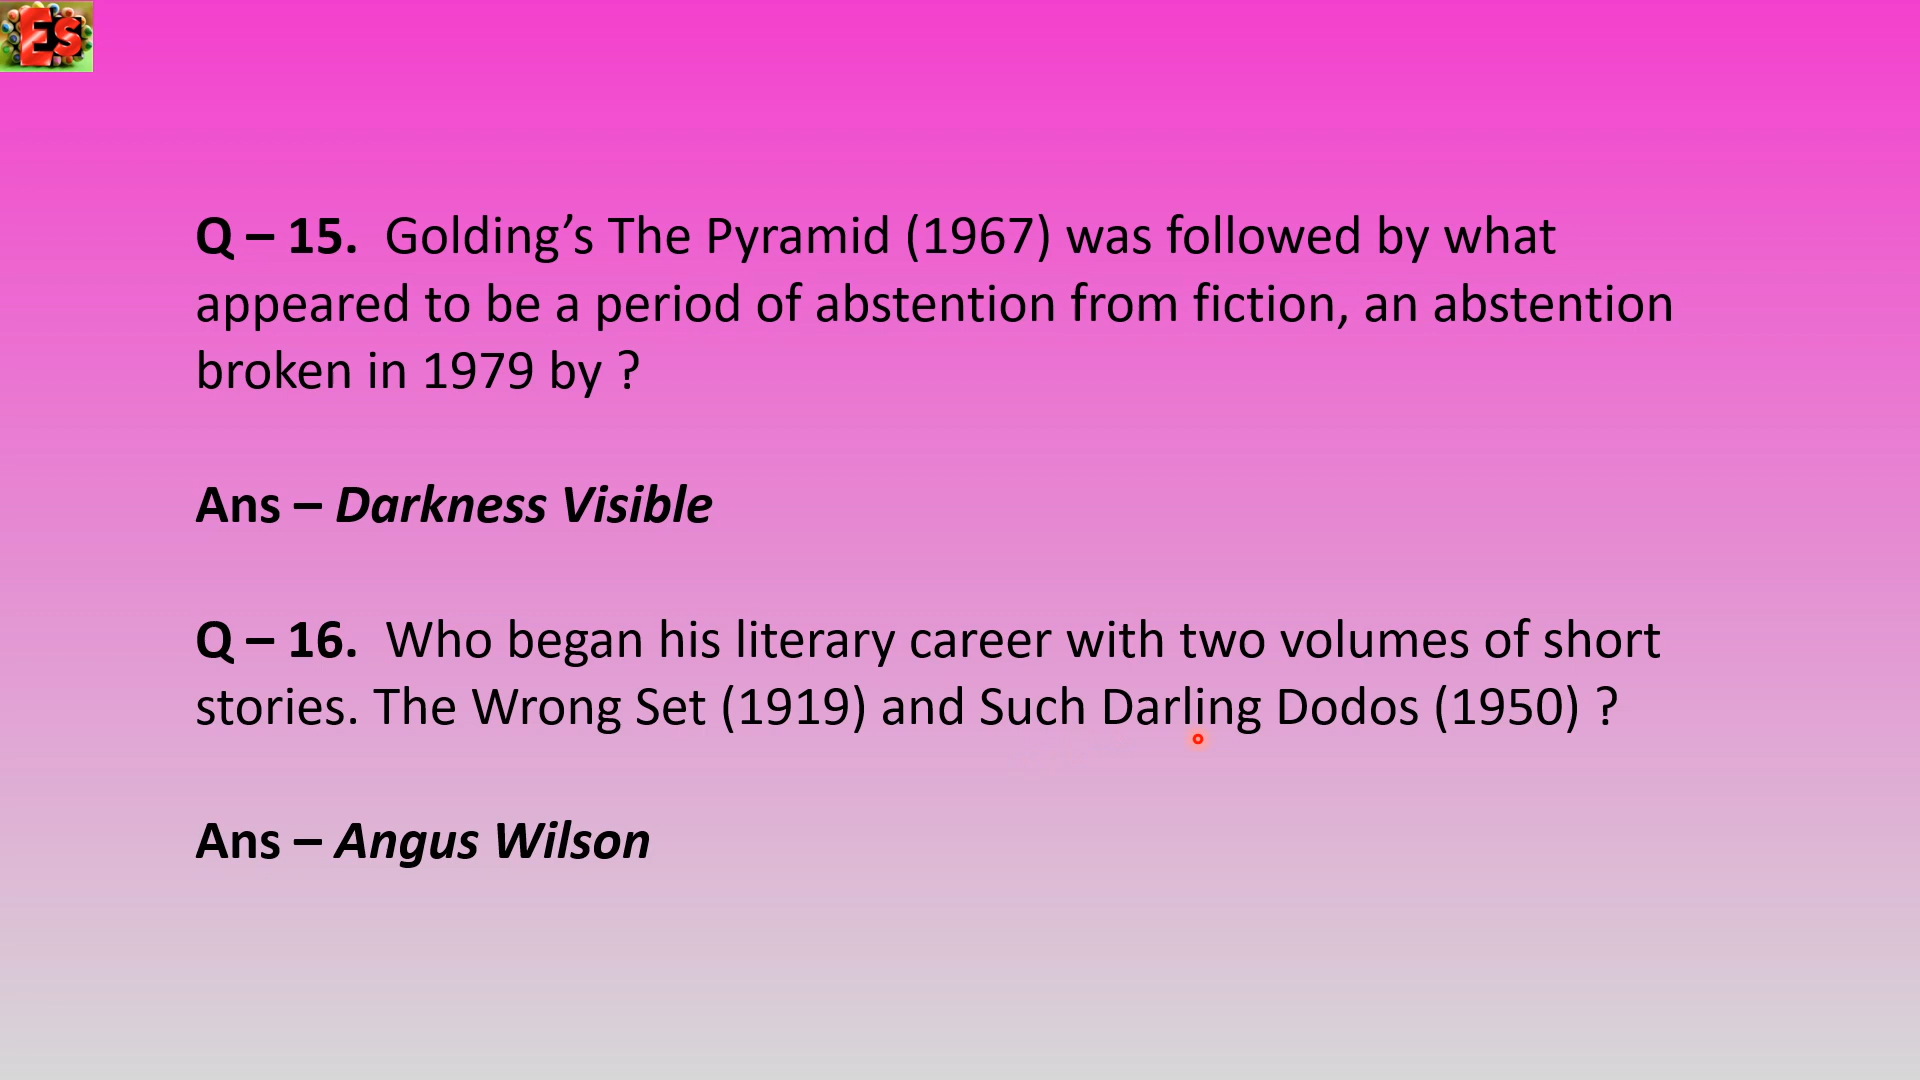 ES
Q – 15.  Golding’s The Pyramid (1967) was followed by what
appeared to be a period of abstention from fiction, an abstention
broken in 1979 by ?
Ans – Darkness Visible
Q – 16.  Who began his literary career with two volumes of short
stories. The Wrong Set (1919) and Such Darling Dodos (1950) ?
Ans – Angus Wilson